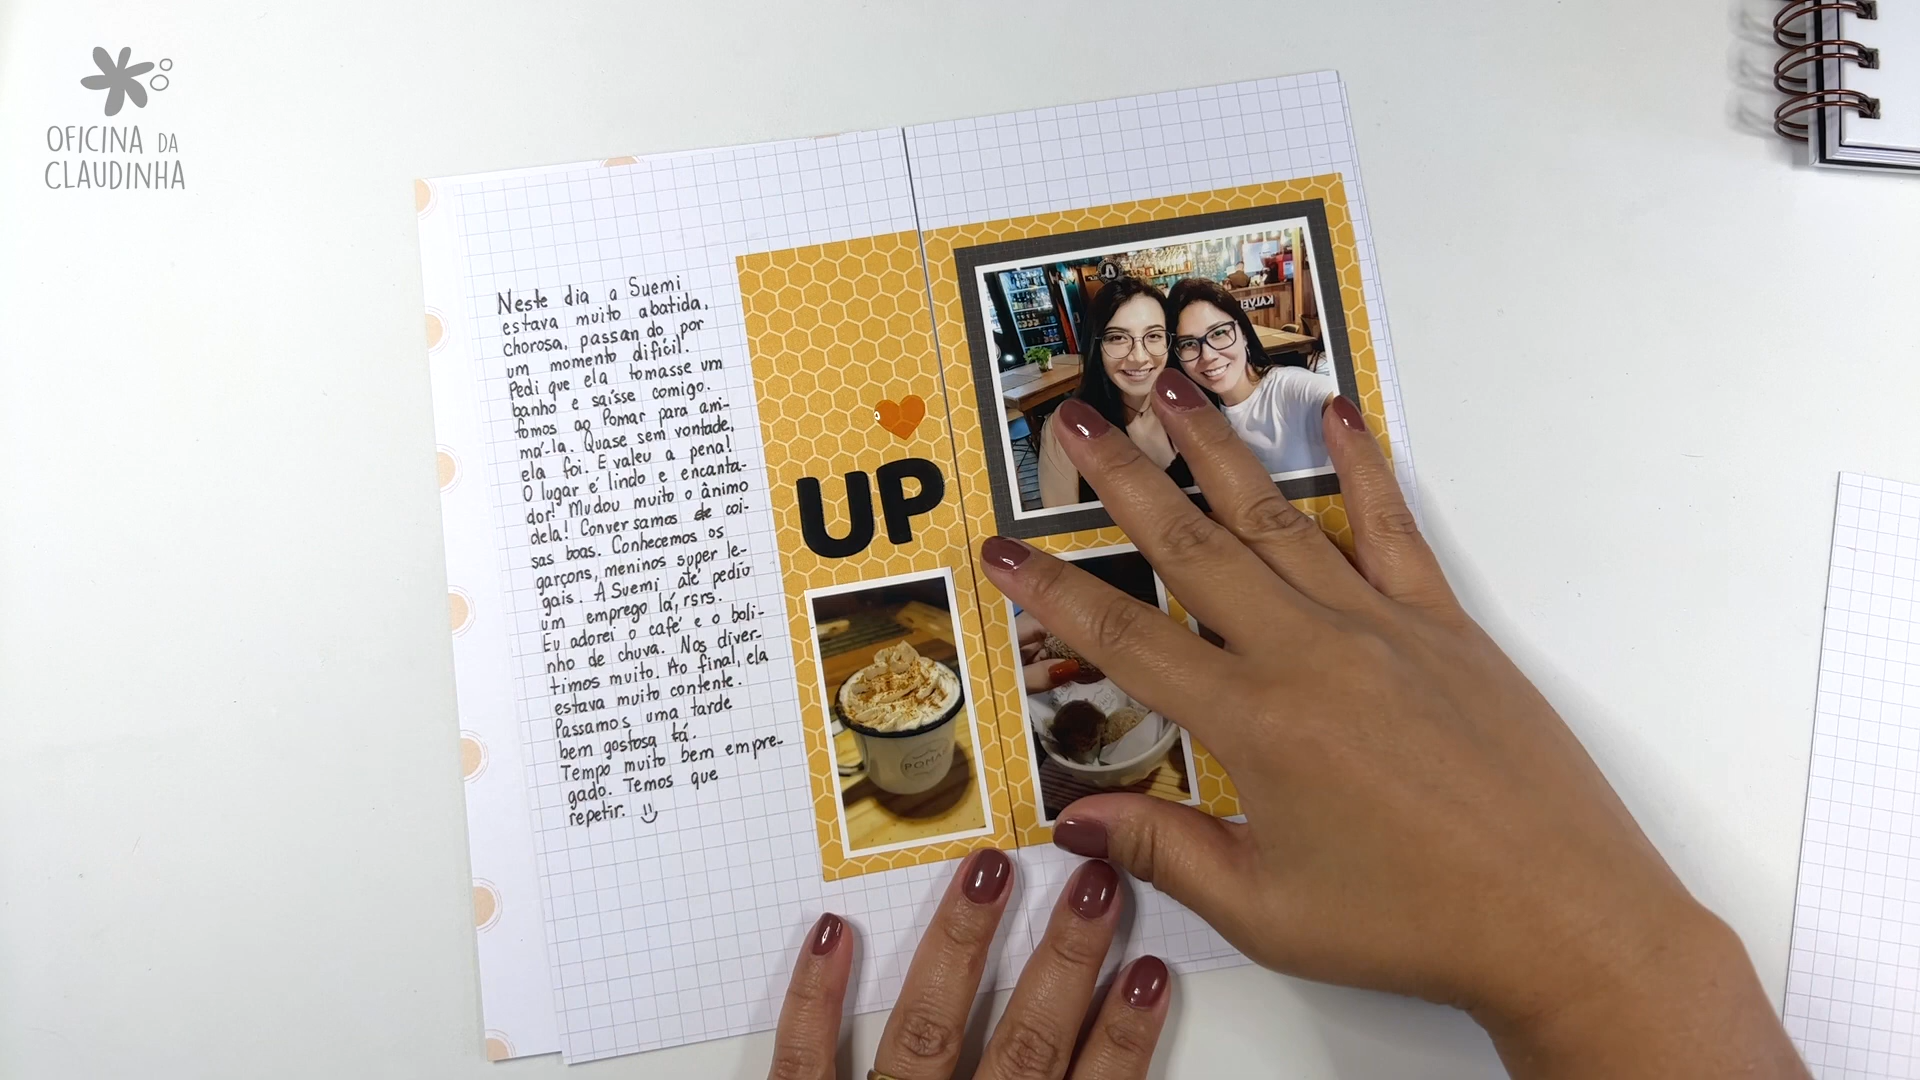 OFICINA DA
CLAUDINHA
Neste dia a Suemi
estava muito abatida,
chorosa, passando por
um momento difícil.
Pedi que ela tomasse um
banho e saísse comigo.
fomos ao Pomar para ani-
má-la. Quase sem vontade,
ela foi. E valeu a pena!
O lugar é lindo e encanta-
dor! Mudou muito o ânimo
dela! Conversamos de coi-
sas boas. Conhecemos os
garçons, meninos super le-
gais. A Suemi até pediu
um emprego lá, rsrs.
Eu adorei o café e o boli-
nho de chuva. Nos diver-
timos muito. Ao final, ela
estava muito contente.
Passamos uma tarde
bem gostosa lá.
Tempo muito bem empre-
gado. Temos que
repetir.
UP